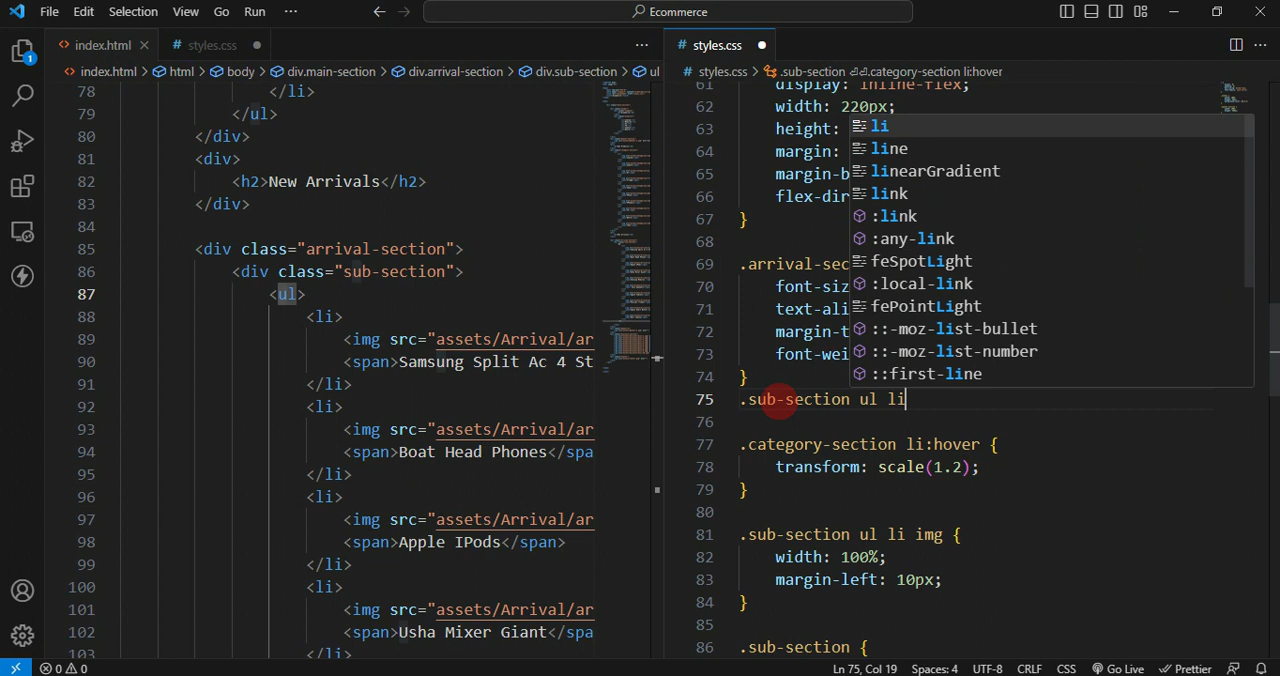 File Edit Selection View Go Run ··· Ecommerce
index.html # styles.css ···
index.html > html > body > div.main-section > div.arrival-section > div.sub-section > ul
78 </li>
79 </ul>
80 </div>
81 <div>
82 <h2>New Arrivals</h2>
83 </div>
84
85 <div class="arrival-section">
86 <div class="sub-section">
87 <ul>
88 <li>
89 <img src="assets/Arrival/ar
90 <span>Samsung Split Ac 4 St
91 </li>
92 <li>
93 <img src="assets/Arrival/ar
94 <span>Boat Head Phones</spa
95 </li>
96 <li>
97 <img src="assets/Arrival/ar
98 <span>Apple IPods</span>
99 </li>
100 <li>
101 <img src="assets/Arrival/ar
102 <span>Usha Mixer Giant</spa
103 </li>
# styles.css ···
# styles.css > .sub-section ⏎⏎.category-section li:hover
61 display: inline-flex;
62 width: 220px;
63 height:
64 margin:
65 margin-b
66 flex-dir
67 }
68
69 .arrival-sec
70 font-siz
71 text-ali
72 margin-t
73 font-wei
74 }
75 .sub-section ul li
76
77 .category-section li:hover {
78 transform: scale(1.2);
79 }
80
81 .sub-section ul li img {
82 width: 100%;
83 margin-left: 10px;
84 }
85
86 .sub-section {
li
line
linearGradient
link
:link
:any-link
feSpotLight
:local-link
fePointLight
::-moz-list-bullet
::-moz-list-number
::first-line
1
0 0 Ln 75, Col 19 Spaces: 4 UTF-8 CRLF CSS Go Live Prettier